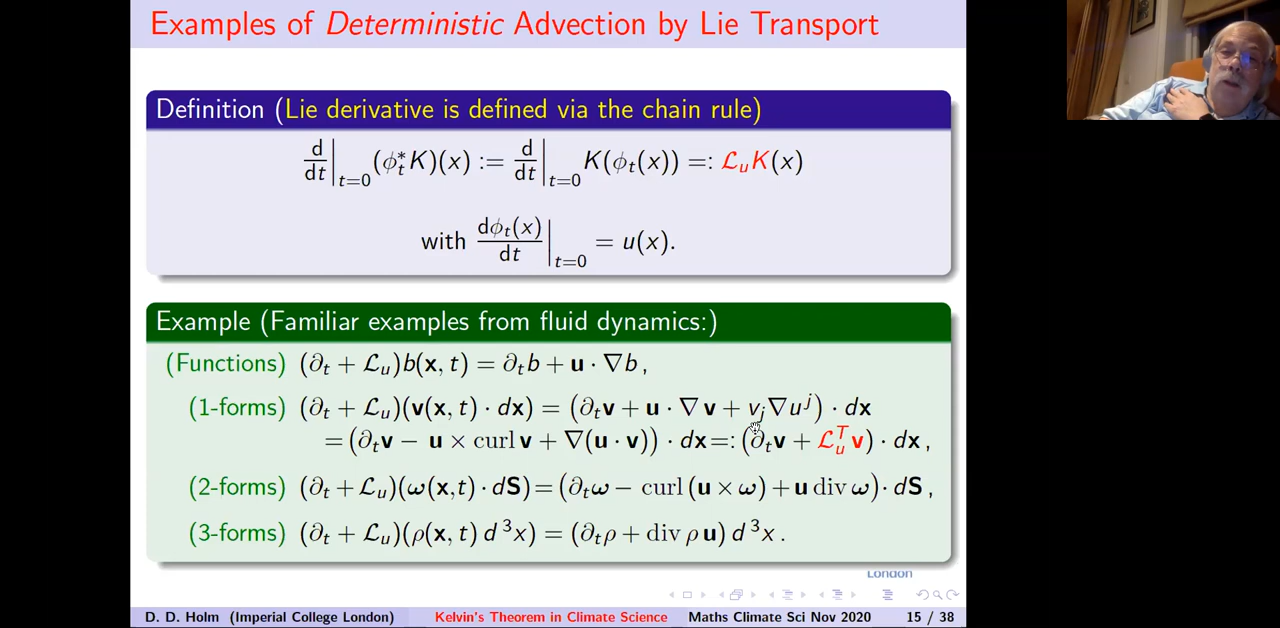 Examples of Deterministic Advection by Lie Transport
Definition (Lie derivative is defined via the chain rule)
d/dt|_{t=0} (ϕ_t^* K)(x) := d/dt|_{t=0} K(ϕ_t(x)) =: ℒ_u K(x)
with dϕ_t(x)/dt|_{t=0} = u(x).
Example (Familiar examples from fluid dynamics:)
(Functions) (∂_t + ℒ_u)b(x, t) = ∂_t b + u · ∇b ,
(1-forms) (∂_t + ℒ_u)(v(x, t) · dx) = (∂_t v + u · ∇v + v_j∇u^j) · dx
= (∂_t v − u × curl v + ∇(u · v)) · dx =: (∂_t v + ℒ_u^T v) · dx ,
(2-forms) (∂_t + ℒ_u)(ω(x,t) · dS) = (∂_t ω − curl (u × ω) + u div ω) · dS ,
(3-forms) (∂_t + ℒ_u)(ρ(x, t) d^3x) = (∂_t ρ + div ρ u) d^3x .
London
D. D. Holm (Imperial College London) Kelvin's Theorem in Climate Science Maths Climate Sci Nov 2020 15 / 38